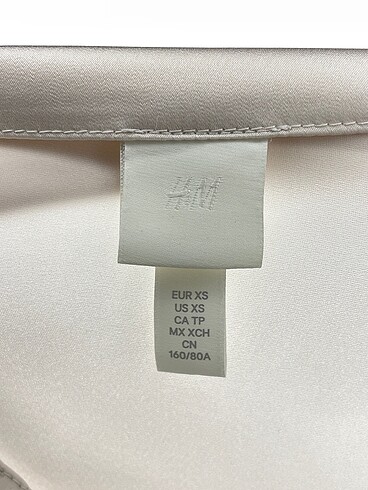 H&M
EUR XS
US XS
CA TP
MX XCH
CN
160/80A